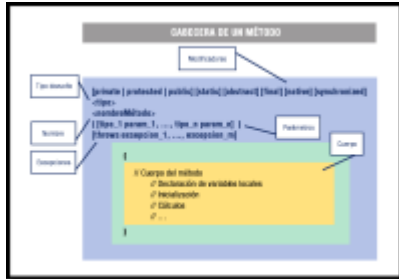 CABECERA DE UN MÉTODO
Modificadores
Tipo devuelto
[private | protected | public] [static] [abstract] [final] [native] [synchronized]
<tipo>
<nombreMétodo>
( [tipo_1 param_1, ..., tipo_n param_n] )
[throws excepcion_1, ..., excepcion_m]
Nombre
Parámetros
Excepciones
Cuerpo
{
// Cuerpo del método
// Declaración de variables locales
// Inicialización
// Cálculos
// ...
}